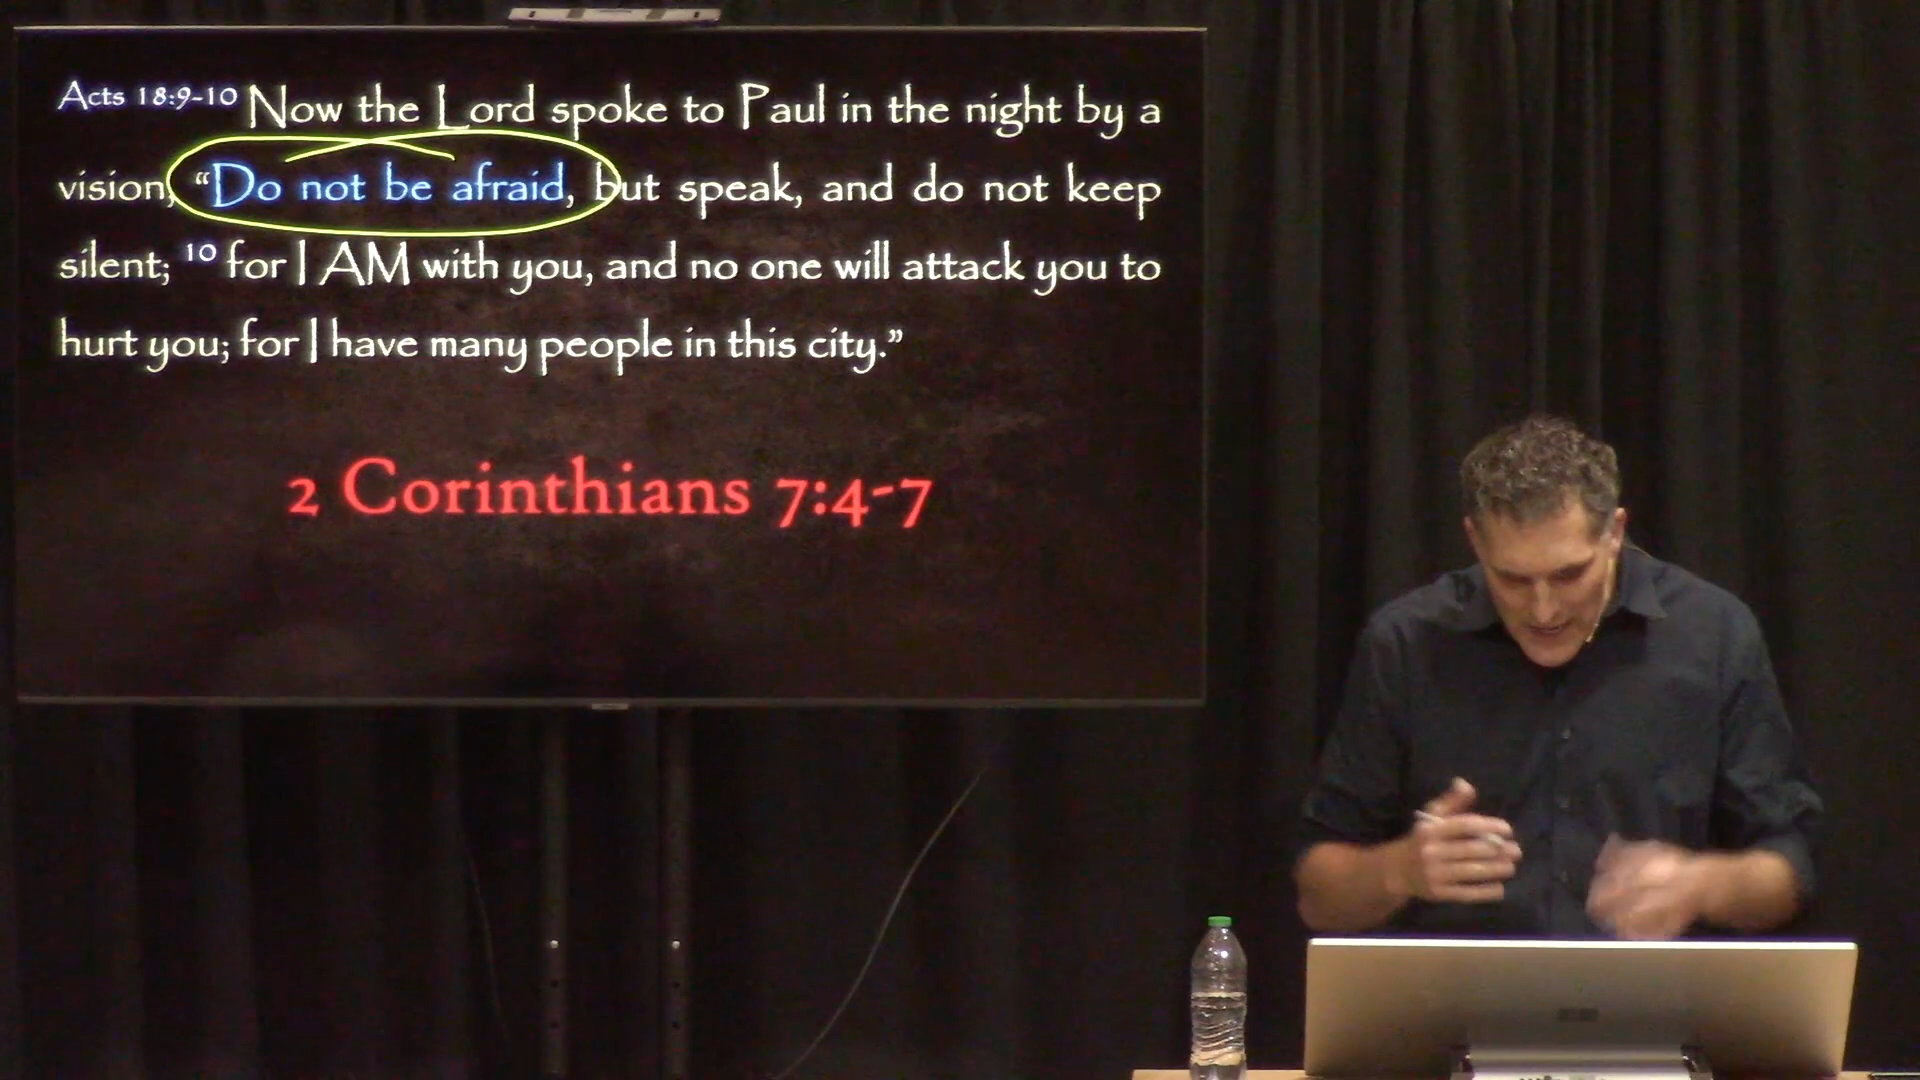 Acts 18:9-10 Now the Lord spoke to Paul in the night by a
vision, “Do not be afraid, but speak, and do not keep
silent; 10 for I AM with you, and no one will attack you to
hurt you; for I have many people in this city.”
2 Corinthians 7:4-7